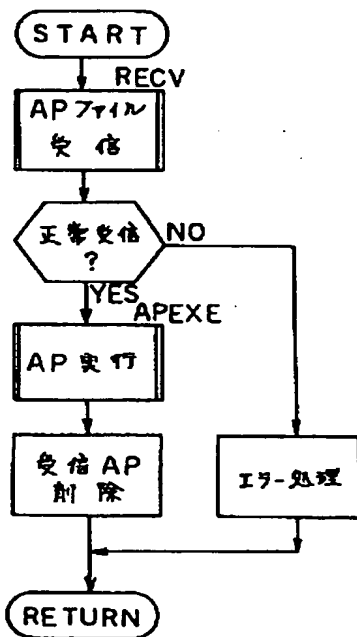 START
RECV
APファイル
受信
正常受信
?
NO
YES
APEXE
AP実行
受信AP
削除
エラー処理
RETURN